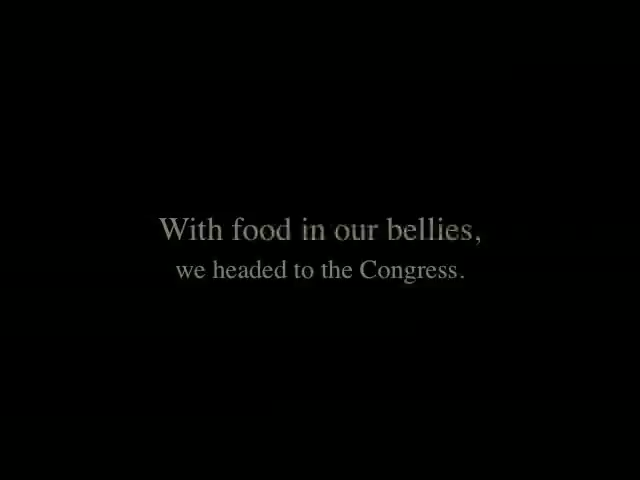 With food in our bellies,
we headed to the Congress.